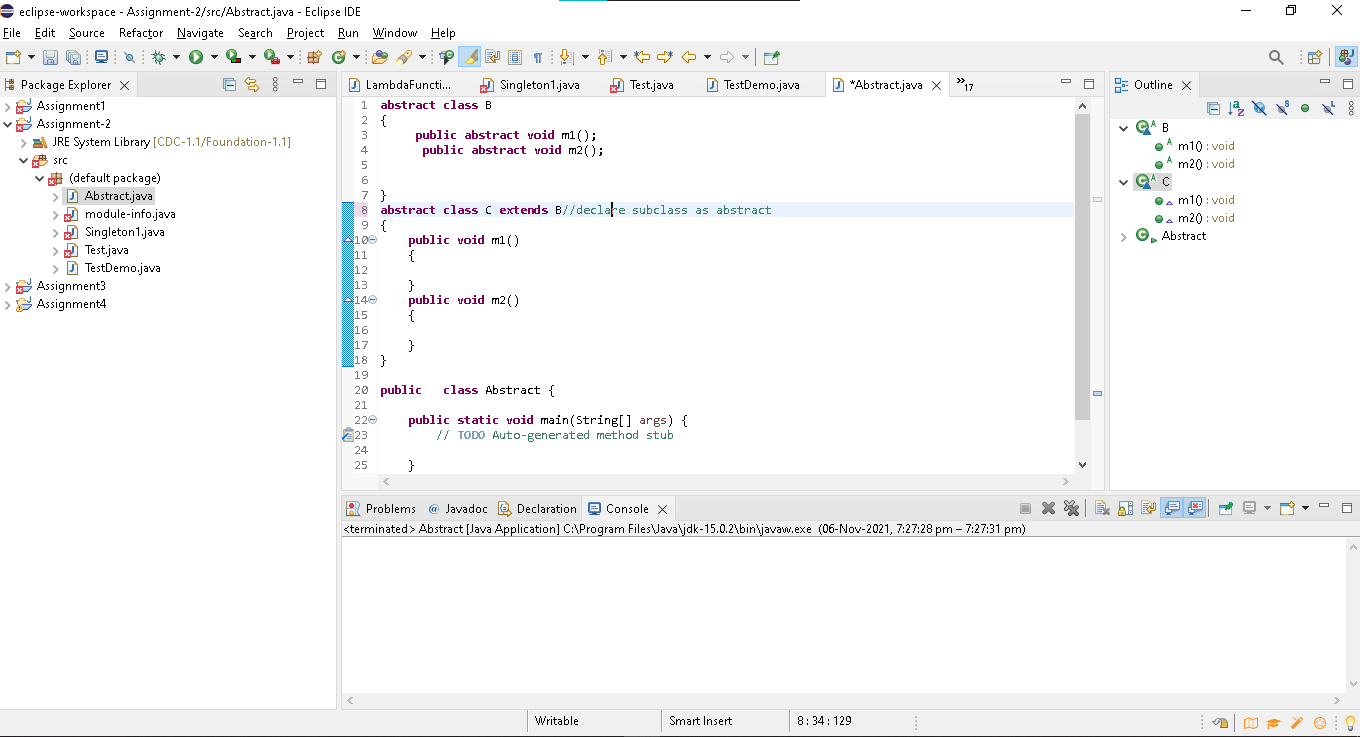 eclipse-workspace - Assignment-2/src/Abstract.java - Eclipse IDE
File Edit Source Refactor Navigate Search Project Run Window Help
Package Explorer
Assignment1
Assignment-2
JRE System Library [CDC-1.1/Foundation-1.1]
src
(default package)
Abstract.java
module-info.java
Singleton1.java
Test.java
TestDemo.java
Assignment3
Assignment4
LambdaFuncti... Singleton1.java Test.java TestDemo.java *Abstract.java »17
1 abstract class B
2 {
3 public abstract void m1();
4 public abstract void m2();
5
6
7 }
8 abstract class C extends B//declare subclass as abstract
9 {
10 public void m1()
11 {
12
13 }
14 public void m2()
15 {
16
17 }
18 }
19
20 public class Abstract {
21
22 public static void main(String[] args) {
23 // TODO Auto-generated method stub
24
25 }
Outline
B
m1() : void
m2() : void
C
m1() : void
m2() : void
Abstract
Problems @ Javadoc Declaration Console
<terminated> Abstract [Java Application] C:\Program Files\Java\jdk-15.0.2\bin\javaw.exe (06-Nov-2021, 7:27:28 pm – 7:27:31 pm)
Writable Smart Insert 8 : 34 : 129